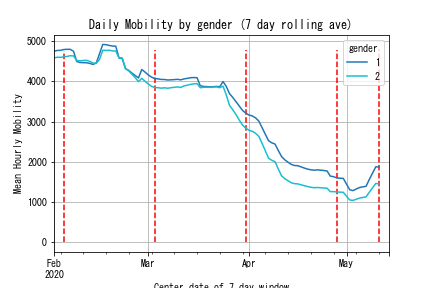 Daily Mobility by gender (7 day rolling ave)
5000
4000
3000
2000
1000
0
Mean Hourly Mobility
gender
1
2
Feb
2020
Mar
Apr
May
Center date of 7 day window